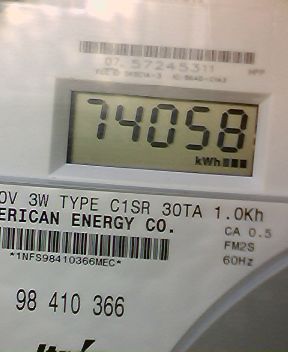 07 57245311
74058
kWh
0V 3W TYPE C1SR 30TA 1.0Kh
ERICAN ENERGY CO.
CA 0.5
FM2S
*1NFS98410366MEC*
60Hz
98 410 366